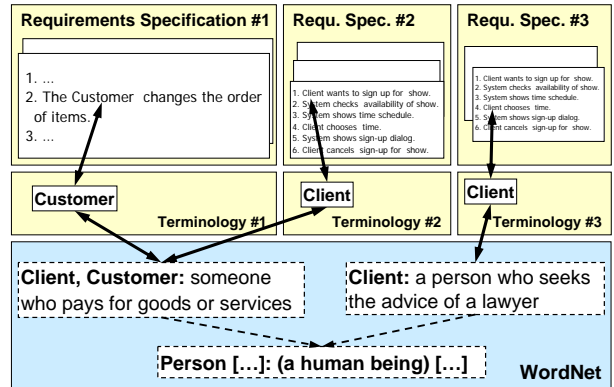 Requirements Specification #1
1. ...
2. The Customer changes the order
of items.
3. ...
Requ. Spec. #2
1. Client wants to sign up for show.
2. System checks availability of show.
3. System shows time schedule.
4. Client chooses time.
5. System shows sign-up dialog.
6. Client cancels sign-up for show.
Requ. Spec. #3
1. Client wants to sign up for show.
2. System checks availability of show.
3. System shows time schedule.
4. Client chooses time.
5. System shows sign-up dialog.
6. Client cancels sign-up for show.
Customer
Terminology #1
Client
Terminology #2
Client
Terminology #3
Client, Customer: someone
who pays for goods or services
Client: a person who seeks
the advice of a lawyer
Person […]: (a human being) […]
WordNet